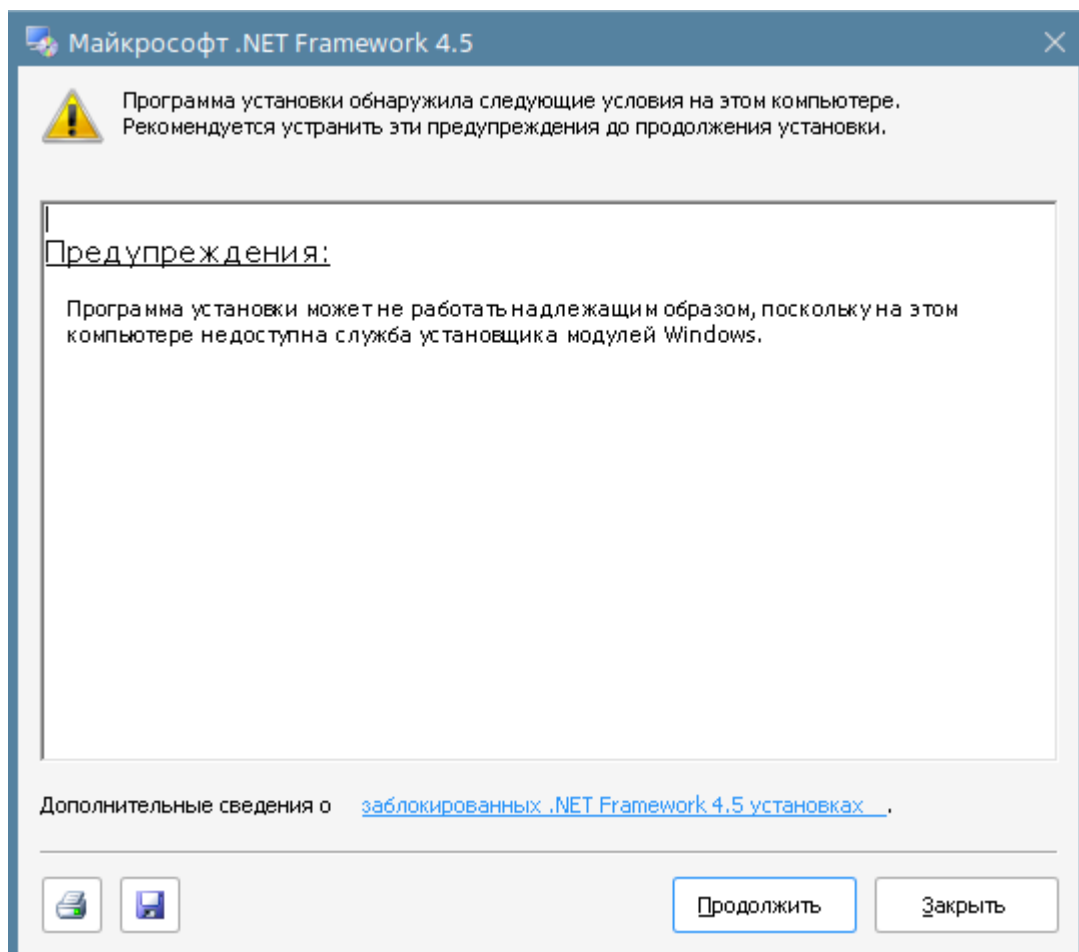 Майкрософт .NET Framework 4.5
Программа установки обнаружила следующие условия на этом компьютере.
Рекомендуется устранить эти предупреждения до продолжения установки.
Предупреждения:
Программа установки может не работать надлежащим образом, поскольку на этом
компьютере недоступна служба установщика модулей Windows.
Дополнительные сведения о заблокированных .NET Framework 4.5 установках .
Продолжить Закрыть